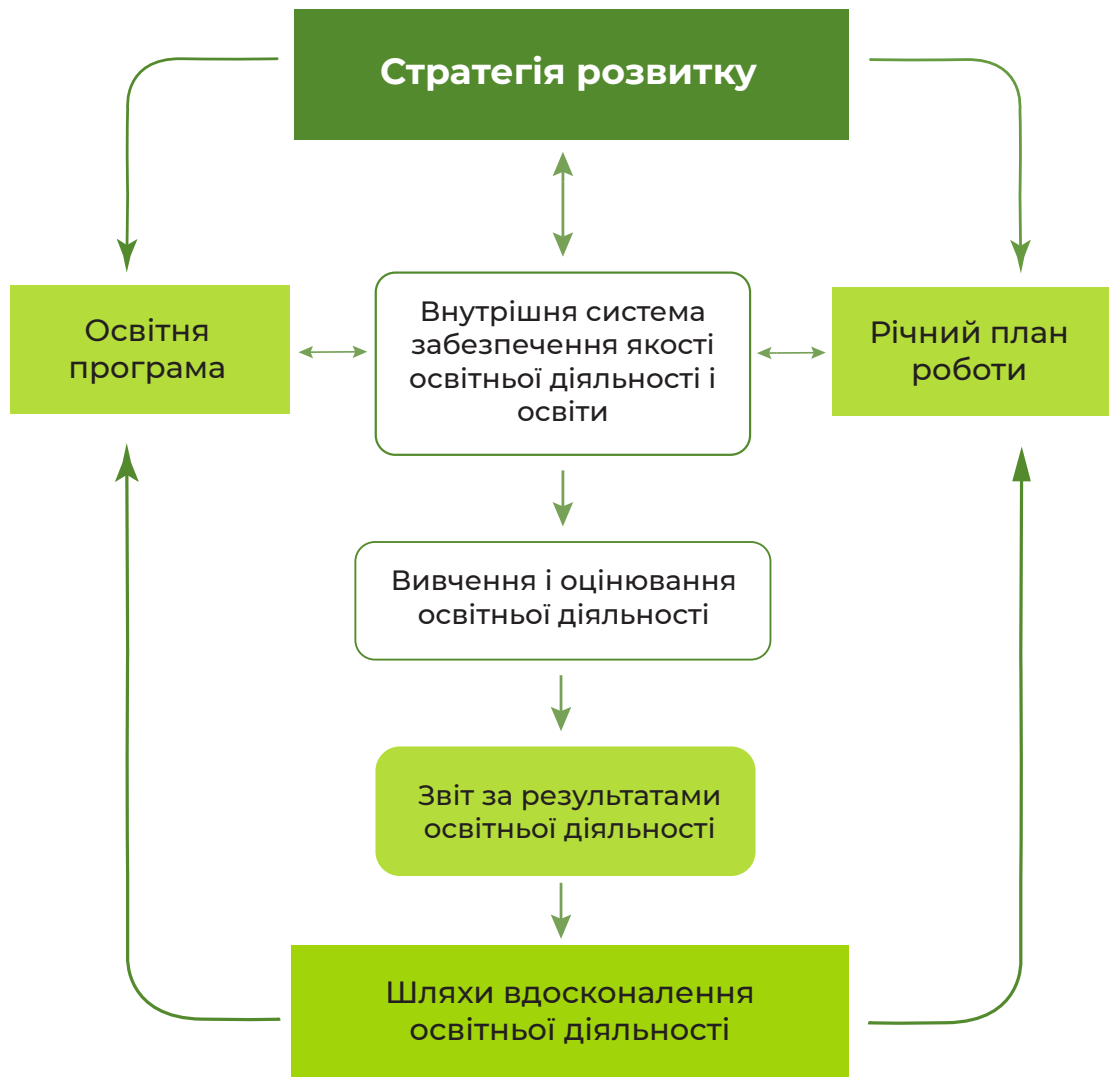 Стратегія розвитку
Освітня
програма
Внутрішня система
забезпечення якості
освітньої діяльності і
освіти
Річний план
роботи
Вивчення і оцінювання
освітньої діяльності
Звіт за результатами
освітньої діяльності
Шляхи вдосконалення
освітньої діяльності